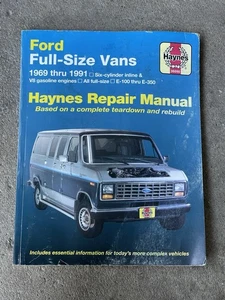 Ford
Full-Size Vans
1969 thru 1991 □ Six-cylinder inline &
V8 gasoline engines □ All full-size □ E-100 thru E-350
Haynes
Haynes Repair Manual
Based on a complete teardown and rebuild
Includes essential information for today's more complex vehicles